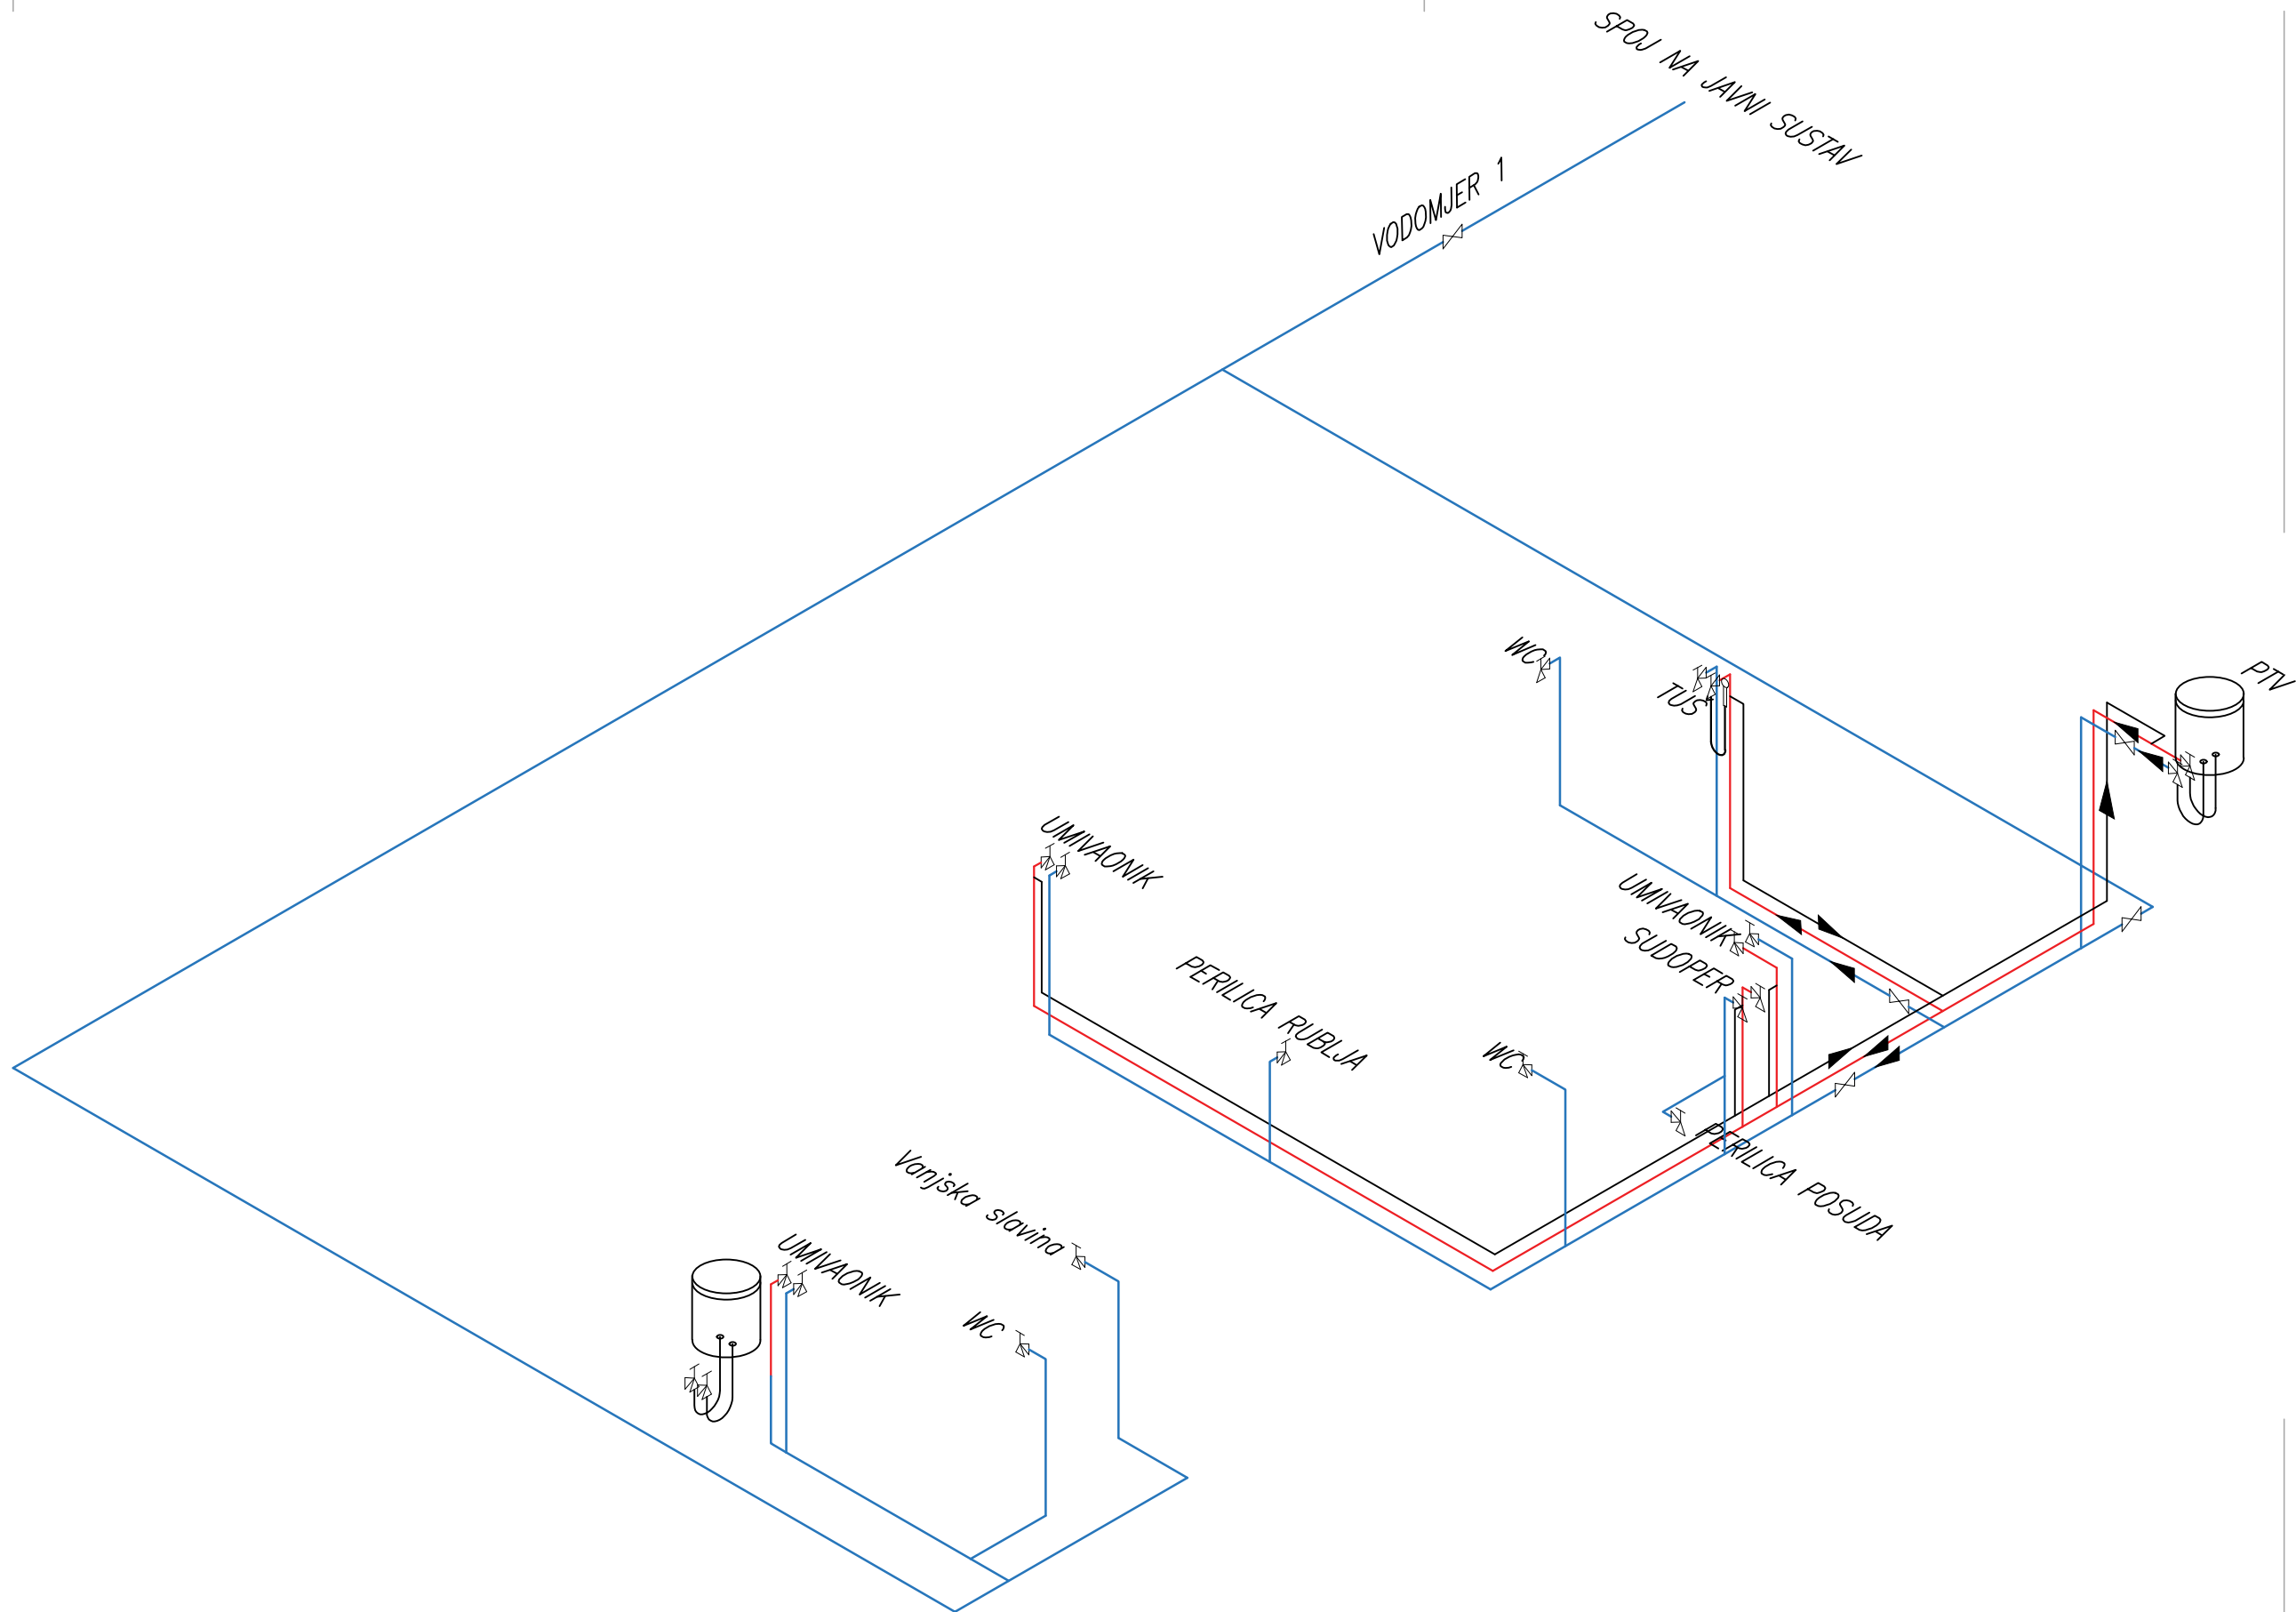 SPOJ NA JAVNI SUSTAV
VODOMJER 1
WC
TUŠ
PTV
UMIVAONIK
UMIVAONIK
SUDOPER
PERILICA RUBLJA
WC
PERILICA POSUDA
Vanjska slavina
UMIVAONIK
WC